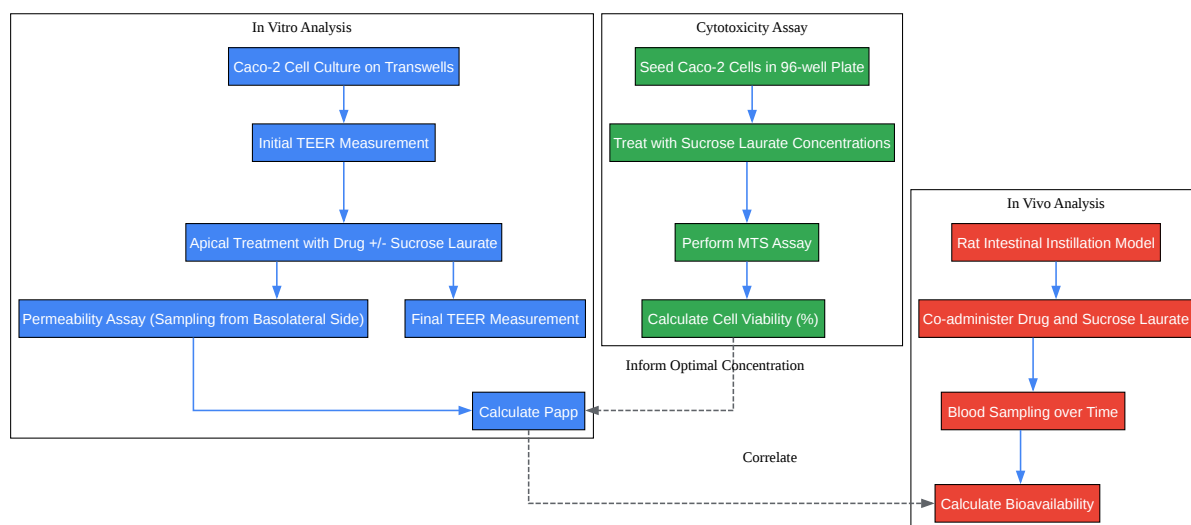 In Vitro Analysis
Caco-2 Cell Culture on Transwells
Initial TEER Measurement
Apical Treatment with Drug +/- Sucrose Laurate
Permeability Assay (Sampling from Basolateral Side)
Final TEER Measurement
Calculate Papp
Cytotoxicity Assay
Seed Caco-2 Cells in 96-well Plate
Treat with Sucrose Laurate Concentrations
Perform MTS Assay
Calculate Cell Viability (%)
Inform Optimal Concentration
Correlate
In Vivo Analysis
Rat Intestinal Instillation Model
Co-administer Drug and Sucrose Laurate
Blood Sampling over Time
Calculate Bioavailability